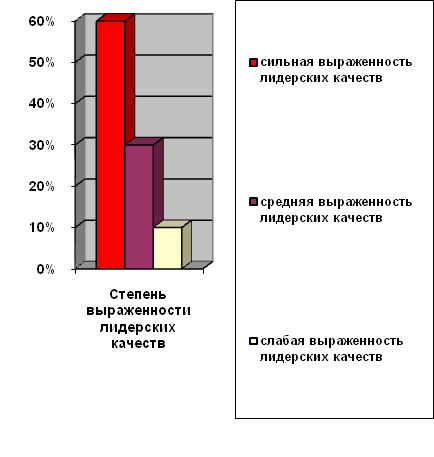 60%
50%
40%
30%
20%
10%
0%
Степень
выраженности
лидерских
качеств
сильная выраженность
лидерских качеств
средняя выраженность
лидерских качеств
слабая выраженность
лидерских качеств